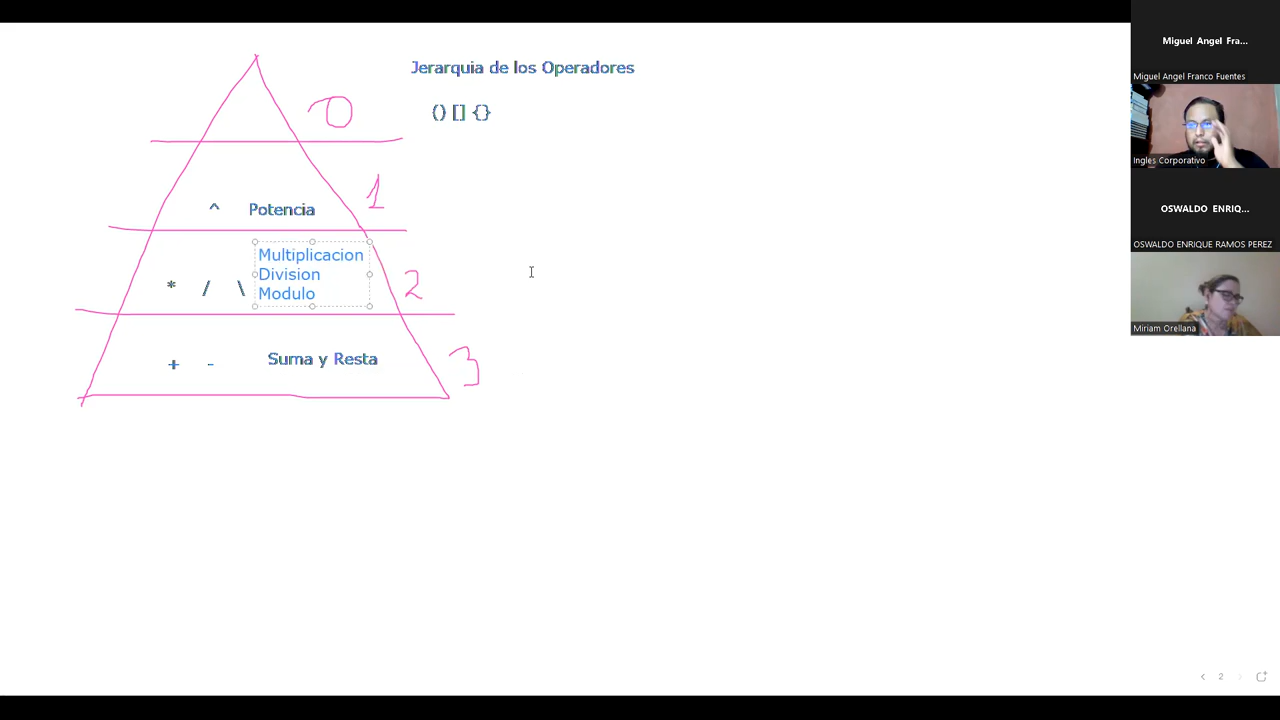 Jerarquia de los Operadores
() [] {}
0
^ Potencia
1
* / \
Multiplicacion
Division
Modulo
2
+ - Suma y Resta
3
Miguel Angel Fra...
Miguel Angel Franco Fuentes
Ingles Corporativo
OSWALDO ENRIQ...
OSWALDO ENRIQUE RAMOS PEREZ
Miriam Orellana
2